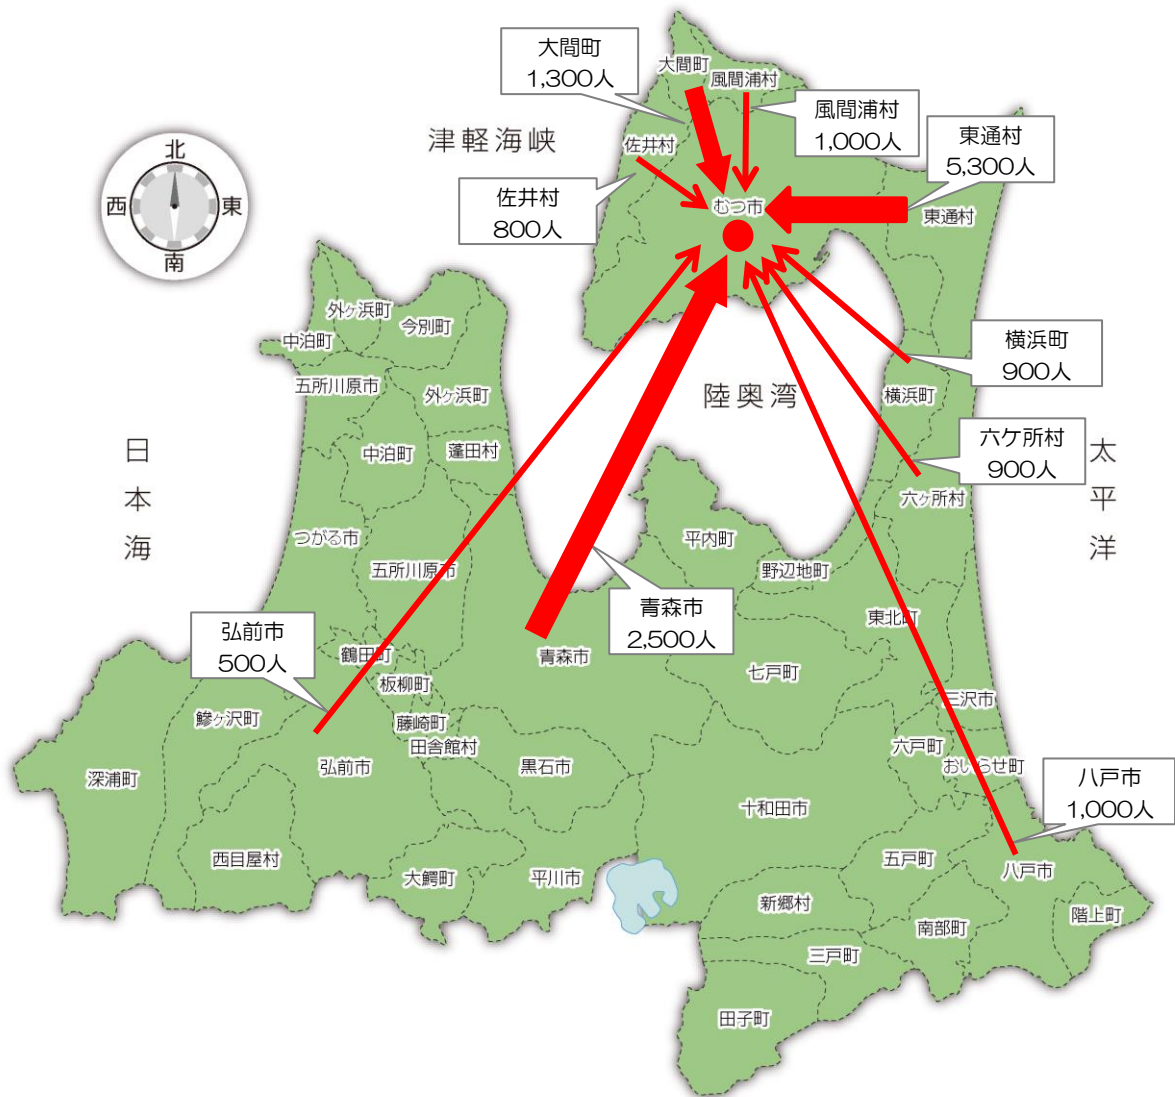 大間町
1,300人
大間町
風間浦村
風間浦村
1,000人
東通村
5,300人
津軽海峡
佐井村
佐井村
800人
むつ市
東通村
北
西
東
南
外ヶ浜町
今別町
中泊町
五所川原市
外ヶ浜町
中泊町
蓬田村
横浜町
900人
陸奥湾
横浜町
六ケ所村
900人
六ヶ所村
日
本
海
太
平
洋
つがる市
五所川原市
平内町
野辺地町
東北町
青森市
2,500人
弘前市
500人
青森市
鶴田町
板柳町
七戸町
鰺ヶ沢町
藤崎町
田舎館村
三沢市
六戸町
おいらせ町
深浦町
弘前市
黒石市
十和田市
八戸市
1,000人
西目屋村
大鰐町
平川市
五戸町
八戸市
新郷村
南部町
階上町
三戸町
田子町